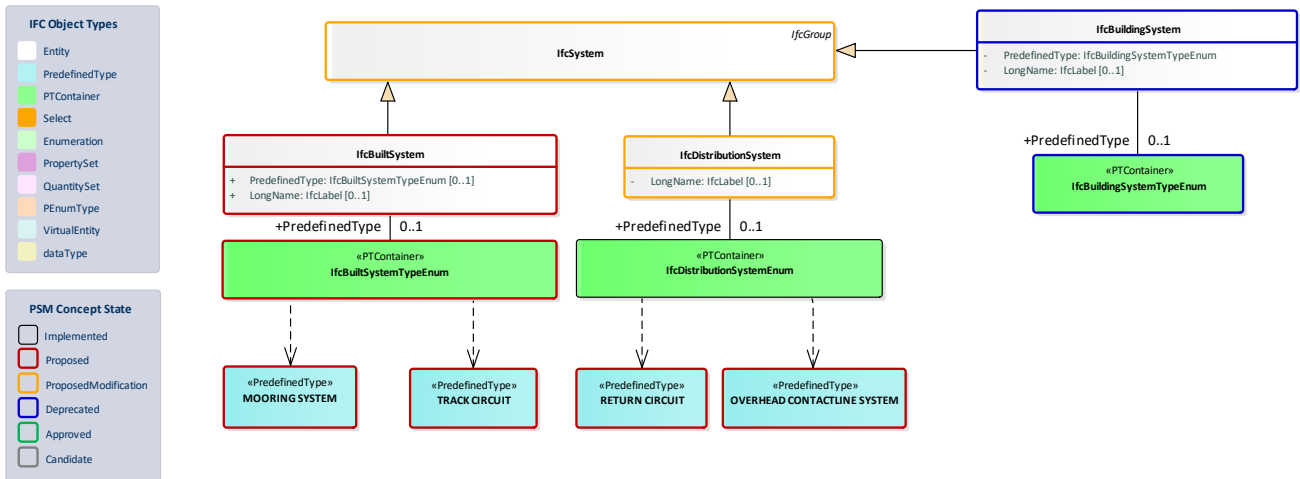 IFC Object Types
Entity
PredefinedType
PTContainer
Select
Enumeration
PropertySet
QuantitySet
PEnumType
VirtualEntity
dataType
PSM Concept State
Implemented
Proposed
ProposedModification
Deprecated
Approved
Candidate
IfcGroup
IfcSystem
IfcBuildingSystem
- PredefinedType: IfcBuildingSystemTypeEnum
- LongName: IfcLabel [0..1]
+PredefinedType 0..1
«PTContainer»
IfcBuildingSystemTypeEnum
IfcBuiltSystem
+ PredefinedType: IfcBuiltSystemTypeEnum [0..1]
+ LongName: IfcLabel [0..1]
+PredefinedType 0..1
«PTContainer»
IfcBuiltSystemTypeEnum
IfcDistributionSystem
- LongName: IfcLabel [0..1]
+PredefinedType 0..1
«PTContainer»
IfcDistributionSystemEnum
«PredefinedType»
MOORING SYSTEM
«PredefinedType»
TRACK CIRCUIT
«PredefinedType»
RETURN CIRCUIT
«PredefinedType»
OVERHEAD CONTACTLINE SYSTEM